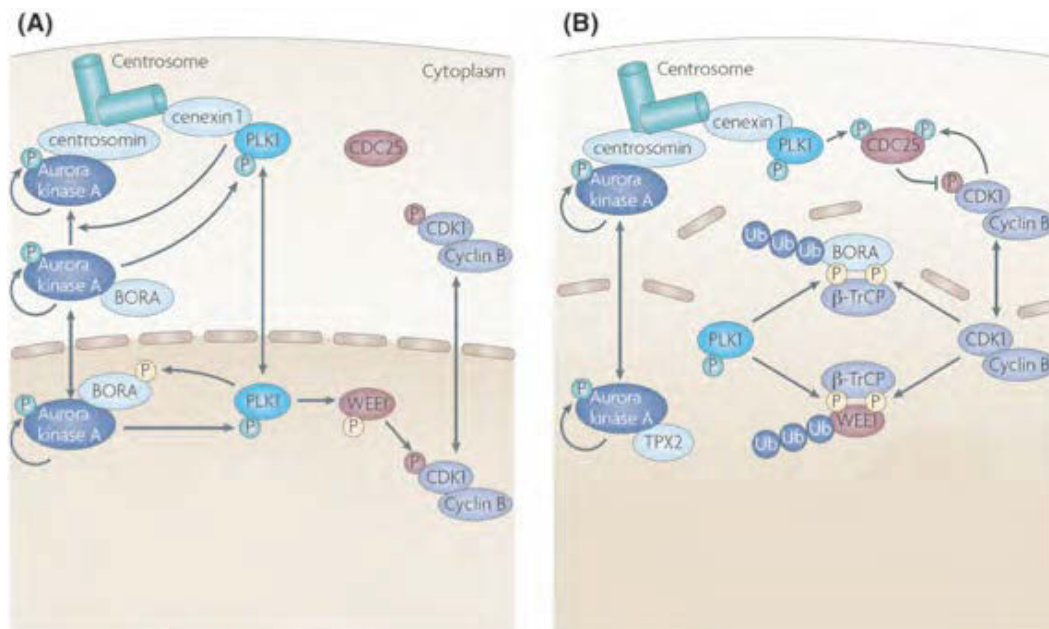 (A)
Centrosome
Cytoplasm
cenexin 1
centrosomin
PLK1
CDC25
P
P
Aurora
kinase A
P
CDK1
Cyclin B
P
Aurora
kinase A
BORA
P
BORA
P
Aurora
kinase A
PLK1
P
WEE1
P
P
CDK1
Cyclin B
(B)
Centrosome
cenexin 1
centrosomin
PLK1
P
P
P
CDC25
P
Aurora
kinase A
P
CDK1
Cyclin B
Ub
Ub
Ub
BORA
P
P
β-TrCP
PLK1
P
CDK1
Cyclin B
β-TrCP
P
P
WEE1
Ub
Ub
Ub
P
Aurora
kinase A
TPX2